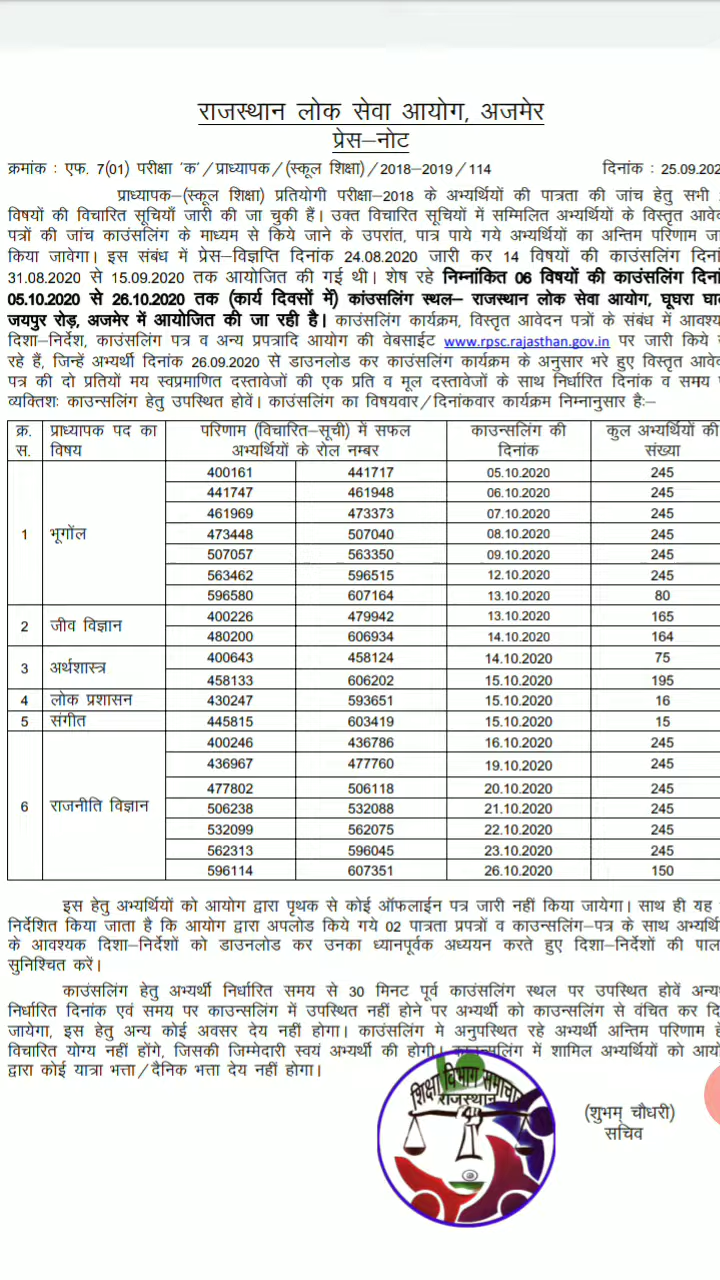 राजस्थान लोक सेवा आयोग, अजमेर
प्रेस–नोट
क्रमांक : एफ. 7(01) परीक्षा 'क'/प्राध्यापक/(स्कूल शिक्षा)/2018-2019/114 दिनांक : 25.09.202
प्राध्यापक–(स्कूल शिक्षा) प्रतियोगी परीक्षा–2018 के अभ्यर्थियों की पात्रता की जांच हेतु सभी
विषयों की विचारित सूचियाँ जारी की जा चुकी हैं। उक्त विचारित सूचियों में सम्मिलित अभ्यर्थियों के विस्तृत आवे
पत्रों की जांच काउंसलिंग के माध्यम से किये जाने के उपरांत, पात्र पाये गये अभ्यर्थियों का अन्तिम परिणाम जा
किया जावेगा। इस संबंध में प्रेस–विज्ञप्ति दिनांक 24.08.2020 जारी कर 14 विषयों की काउंसलिंग दिनां
31.08.2020 से 15.09.2020 तक आयोजित की गई थी। शेष रहे निम्नांकित 06 विषयों की काउंसलिंग दिनां
05.10.2020 से 26.10.2020 तक (कार्य दिवसों में) कांउसलिंग स्थल– राजस्थान लोक सेवा आयोग, घूघरा घा
जयपुर रोड़, अजमेर में आयोजित की जा रही है। काउंसलिंग कार्यक्रम, विस्तृत आवेदन पत्रों के संबंध में आवश्य
दिशा–निर्देश, काउंसलिंग पत्र व अन्य प्रपत्रादि आयोग की वेबसाईट www.rpsc.rajasthan.gov.in पर जारी किये
रहे हैं, जिन्हें अभ्यर्थी दिनांक 26.09.2020 से डाउनलोड कर काउंसलिंग कार्यक्रम के अनुसार भरे हुए विस्तृत आवे
पत्र की दो प्रतियों मय स्वप्रमाणित दस्तावेजों की एक प्रति व मूल दस्तावेजों के साथ निर्धारित दिनांक व समय
व्यक्तिशः काउन्सलिंग हेतु उपस्थित होवें। काउंसलिंग का विषयवार/दिनांकवार कार्यक्रम निम्नानुसार हैः–
क्र. प्राध्यापक पद का परिणाम (विचारित–सूची) में सफल काउन्सलिंग की कुल अभ्यर्थियों की
स. विषय अभ्यर्थियों के रोल नम्बर दिनांक संख्या
400161 441717 05.10.2020 245
441747 461948 06.10.2020 245
461969 473373 07.10.2020 245
1 भूगोंल 473448 507040 08.10.2020 245
507057 563350 09.10.2020 245
563462 596515 12.10.2020 245
596580 607164 13.10.2020 80
2 जीव विज्ञान 400226 479942 13.10.2020 165
480200 606934 14.10.2020 164
3 अर्थशास्त्र 400643 458124 14.10.2020 75
458133 606202 15.10.2020 195
4 लोक प्रशासन 430247 593651 15.10.2020 16
5 संगीत 445815 603419 15.10.2020 15
400246 436786 16.10.2020 245
436967 477760 19.10.2020 245
477802 506118 20.10.2020 245
6 राजनीति विज्ञान 506238 532088 21.10.2020 245
532099 562075 22.10.2020 245
562313 596045 23.10.2020 245
596114 607351 26.10.2020 150
इस हेतु अभ्यर्थियों को आयोग द्वारा पृथक से कोई ऑफलाईन पत्र जारी नहीं किया जायेगा। साथ ही यह
निर्देशित किया जाता है कि आयोग द्वारा अपलोड किये गये 02 पात्रता प्रपत्रों व काउन्सलिंग–पत्र के साथ अभ्यर्थि
के आवश्यक दिशा–निर्देशों को डाउनलोड कर उनका ध्यानपूर्वक अध्ययन करते हुए दिशा–निर्देशों की पाल
सुनिश्चित करें।
काउंसलिंग हेतु अभ्यर्थी निर्धारित समय से 30 मिनट पूर्व काउंसलिंग स्थल पर उपस्थित होवें अन्य
निर्धारित दिनांक एवं समय पर काउन्सलिंग में उपस्थित नहीं होने पर अभ्यर्थी को काउन्सलिंग से वंचित कर दि
जायेगा, इस हेतु अन्य कोई अवसर देय नहीं होगा। काउंसलिंग मे अनुपस्थित रहे अभ्यर्थी अन्तिम परिणाम हे
विचारित योग्य नहीं होंगे, जिसकी जिम्मेदारी स्वयं अभ्यर्थी की होगी। काउन्सलिंग में शामिल अभ्यर्थियों को आयो
द्वारा कोई यात्रा भत्ता/दैनिक भत्ता देय नहीं होगा।
शिक्षा विभाग समाचार
राजस्थान
(शुभम् चौधरी)
सचिव